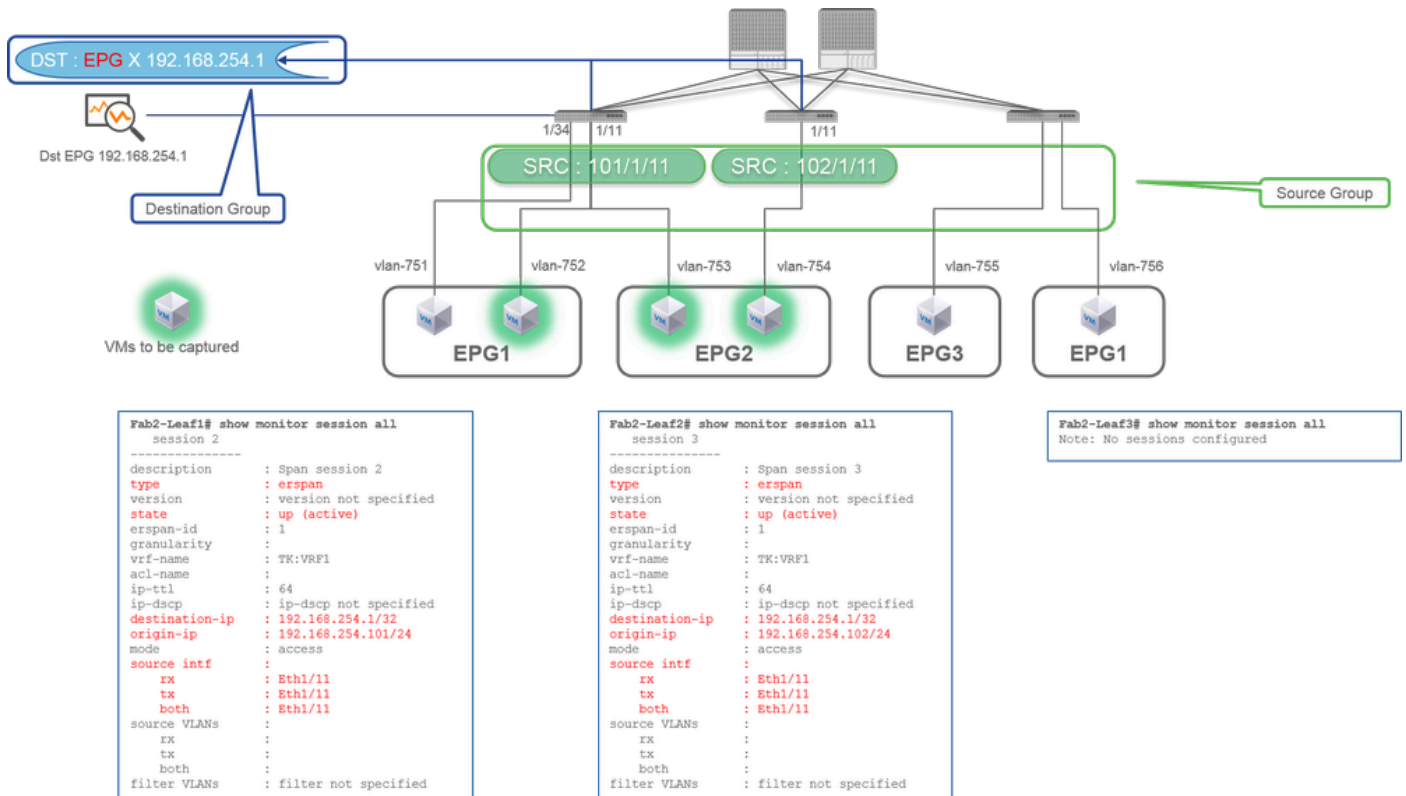 DST : EPG X 192.168.254.1
Dst EPG 192.168.254.1
Destination Group
1/34
1/11
1/11
SRC : 101/1/11
SRC : 102/1/11
Source Group
vlan-751
vlan-752
vlan-753
vlan-754
vlan-755
vlan-756
VM
VM
VM
VM
VM
VM
VM
VMs to be captured
EPG1
EPG2
EPG3
EPG1
Fab2-Leaf1# show monitor session all
session 2
---------------
description : Span session 2
type : erspan
version : version not specified
state : up (active)
erspan-id : 1
granularity :
vrf-name : TK:VRF1
acl-name :
ip-ttl : 64
ip-dscp : ip-dscp not specified
destination-ip : 192.168.254.1/32
origin-ip : 192.168.254.101/24
mode : access
source intf :
rx : Eth1/11
tx : Eth1/11
both : Eth1/11
source VLANs :
rx :
tx :
both :
filter VLANs : filter not specified
Fab2-Leaf2# show monitor session all
session 3
---------------
description : Span session 3
type : erspan
version : version not specified
state : up (active)
erspan-id : 1
granularity :
vrf-name : TK:VRF1
acl-name :
ip-ttl : 64
ip-dscp : ip-dscp not specified
destination-ip : 192.168.254.1/32
origin-ip : 192.168.254.102/24
mode : access
source intf :
rx : Eth1/11
tx : Eth1/11
both : Eth1/11
source VLANs :
rx :
tx :
both :
filter VLANs : filter not specified
Fab2-Leaf3# show monitor session all
Note: No sessions configured